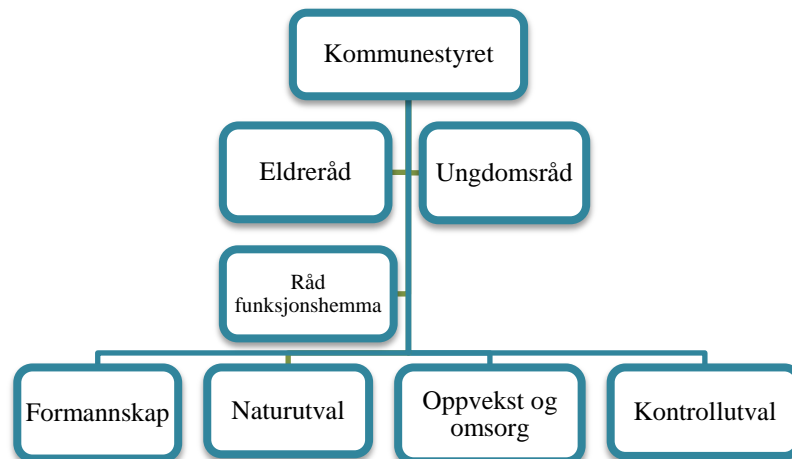 Kommunestyret
Eldreråd
Ungdomsråd
Råd
funksjonshemma
Formannskap
Naturutval
Oppvekst og
omsorg
Kontrollutval